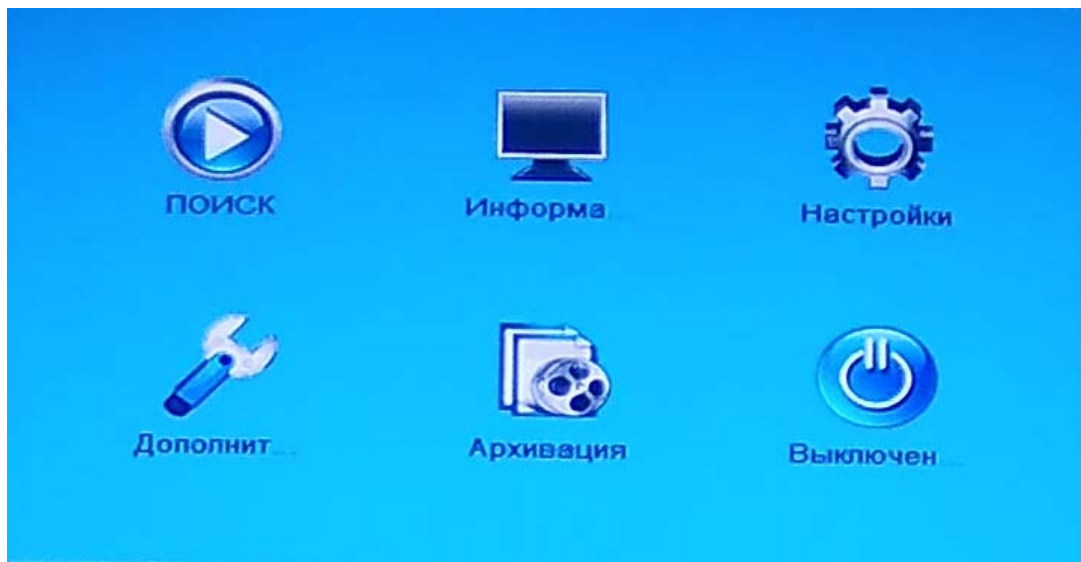 ПОИСК
Информа...
Настройки
Дополнит...
Архивация
Выключен...